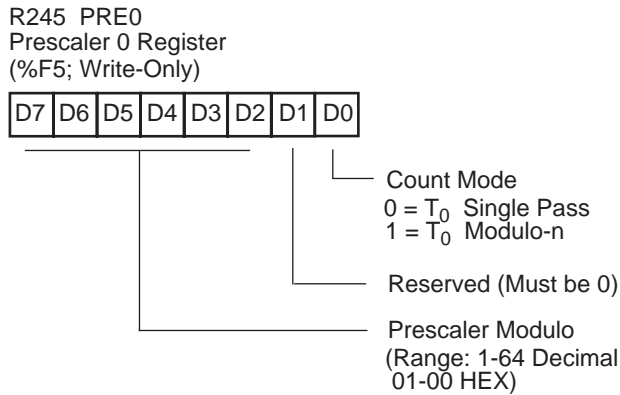 R245 PRE0
Prescaler 0 Register
(%F5; Write-Only)
D7 D6 D5 D4 D3 D2 D1 D0
Count Mode
0 = T0 Single Pass
1 = T0 Modulo-n
Reserved (Must be 0)
Prescaler Modulo
(Range: 1-64 Decimal
01-00 HEX)